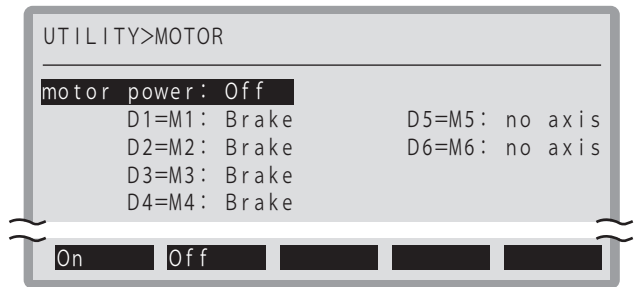 UTILITY>MOTOR
motor power: Off
D1=M1: Brake D5=M5: no axis
D2=M2: Brake D6=M6: no axis
D3=M3: Brake
D4=M4: Brake
On Off